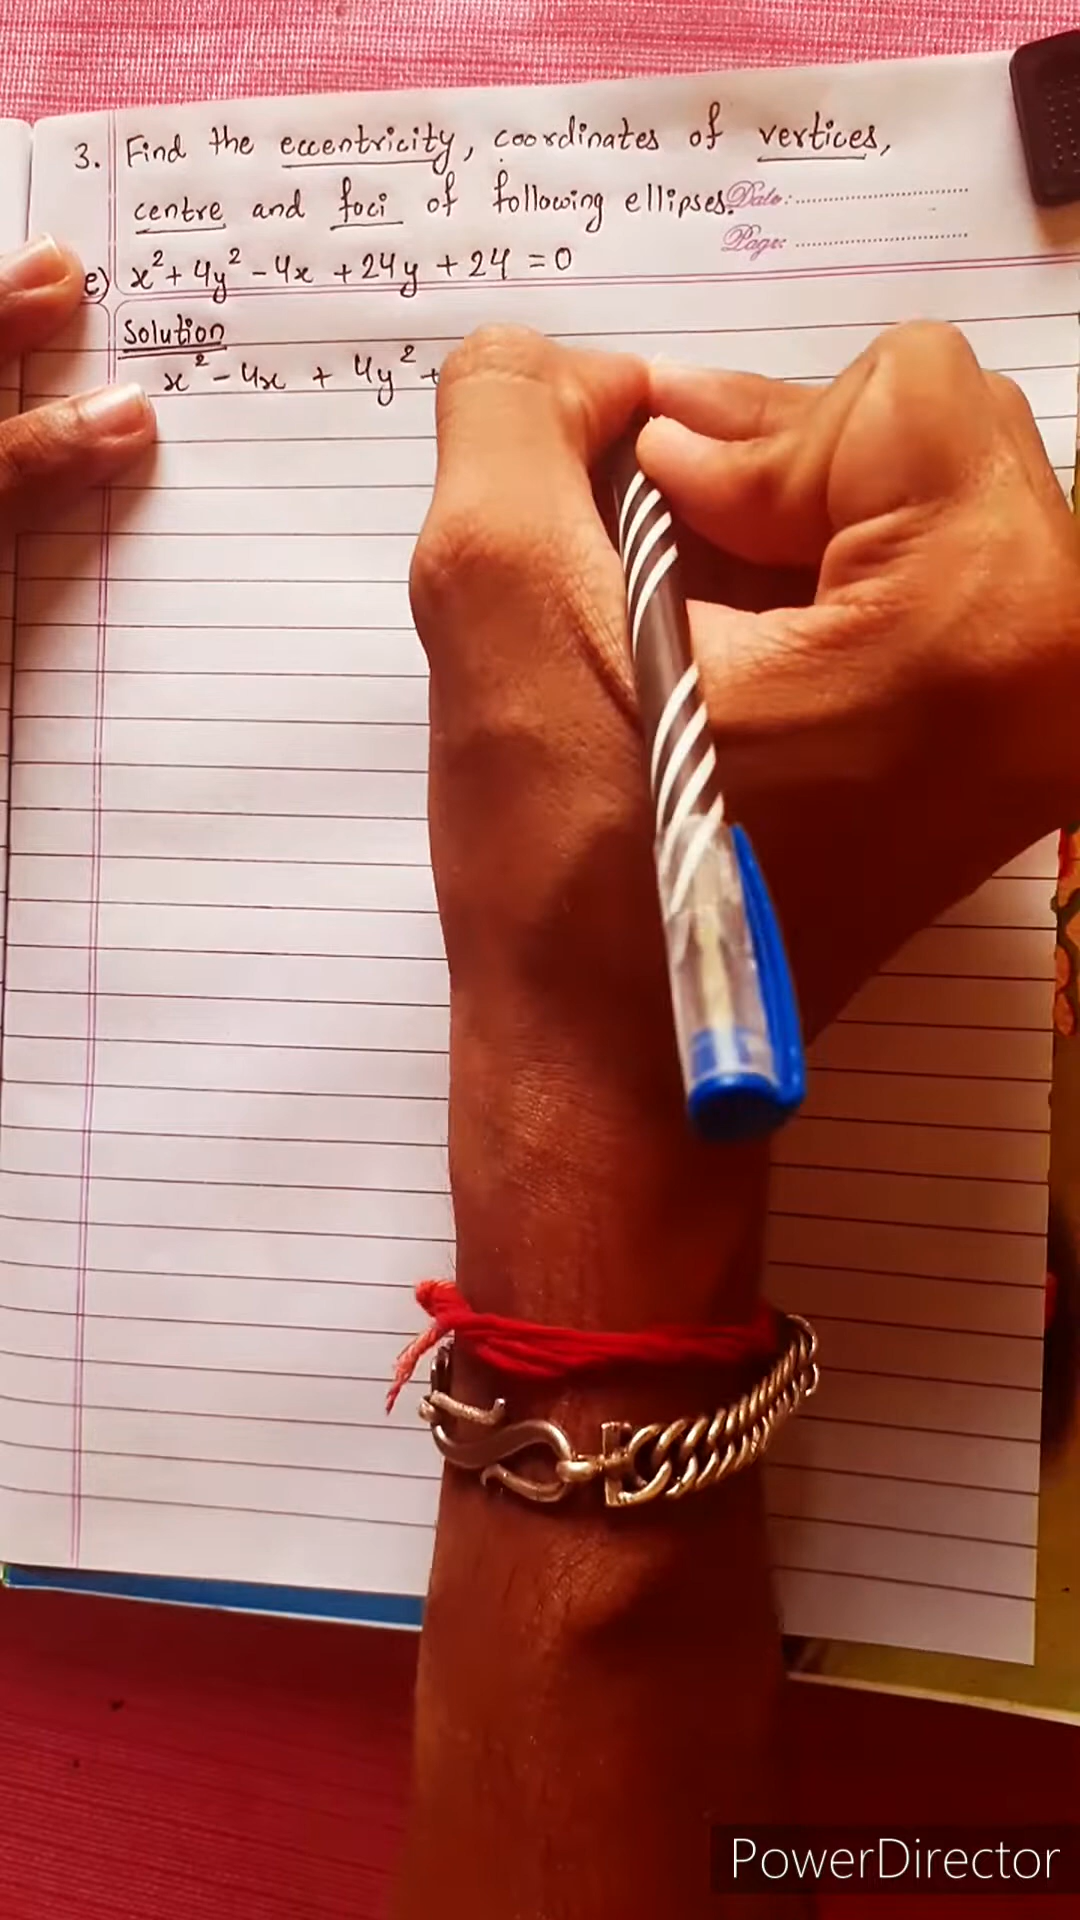 3. Find the eccentricity, coordinates of vertices,
centre and foci of following ellipses.
Date:
Page:
e) x² + 4y² - 4x + 24y + 24 = 0
Solution
x² - 4x + 4y² +
PowerDirector